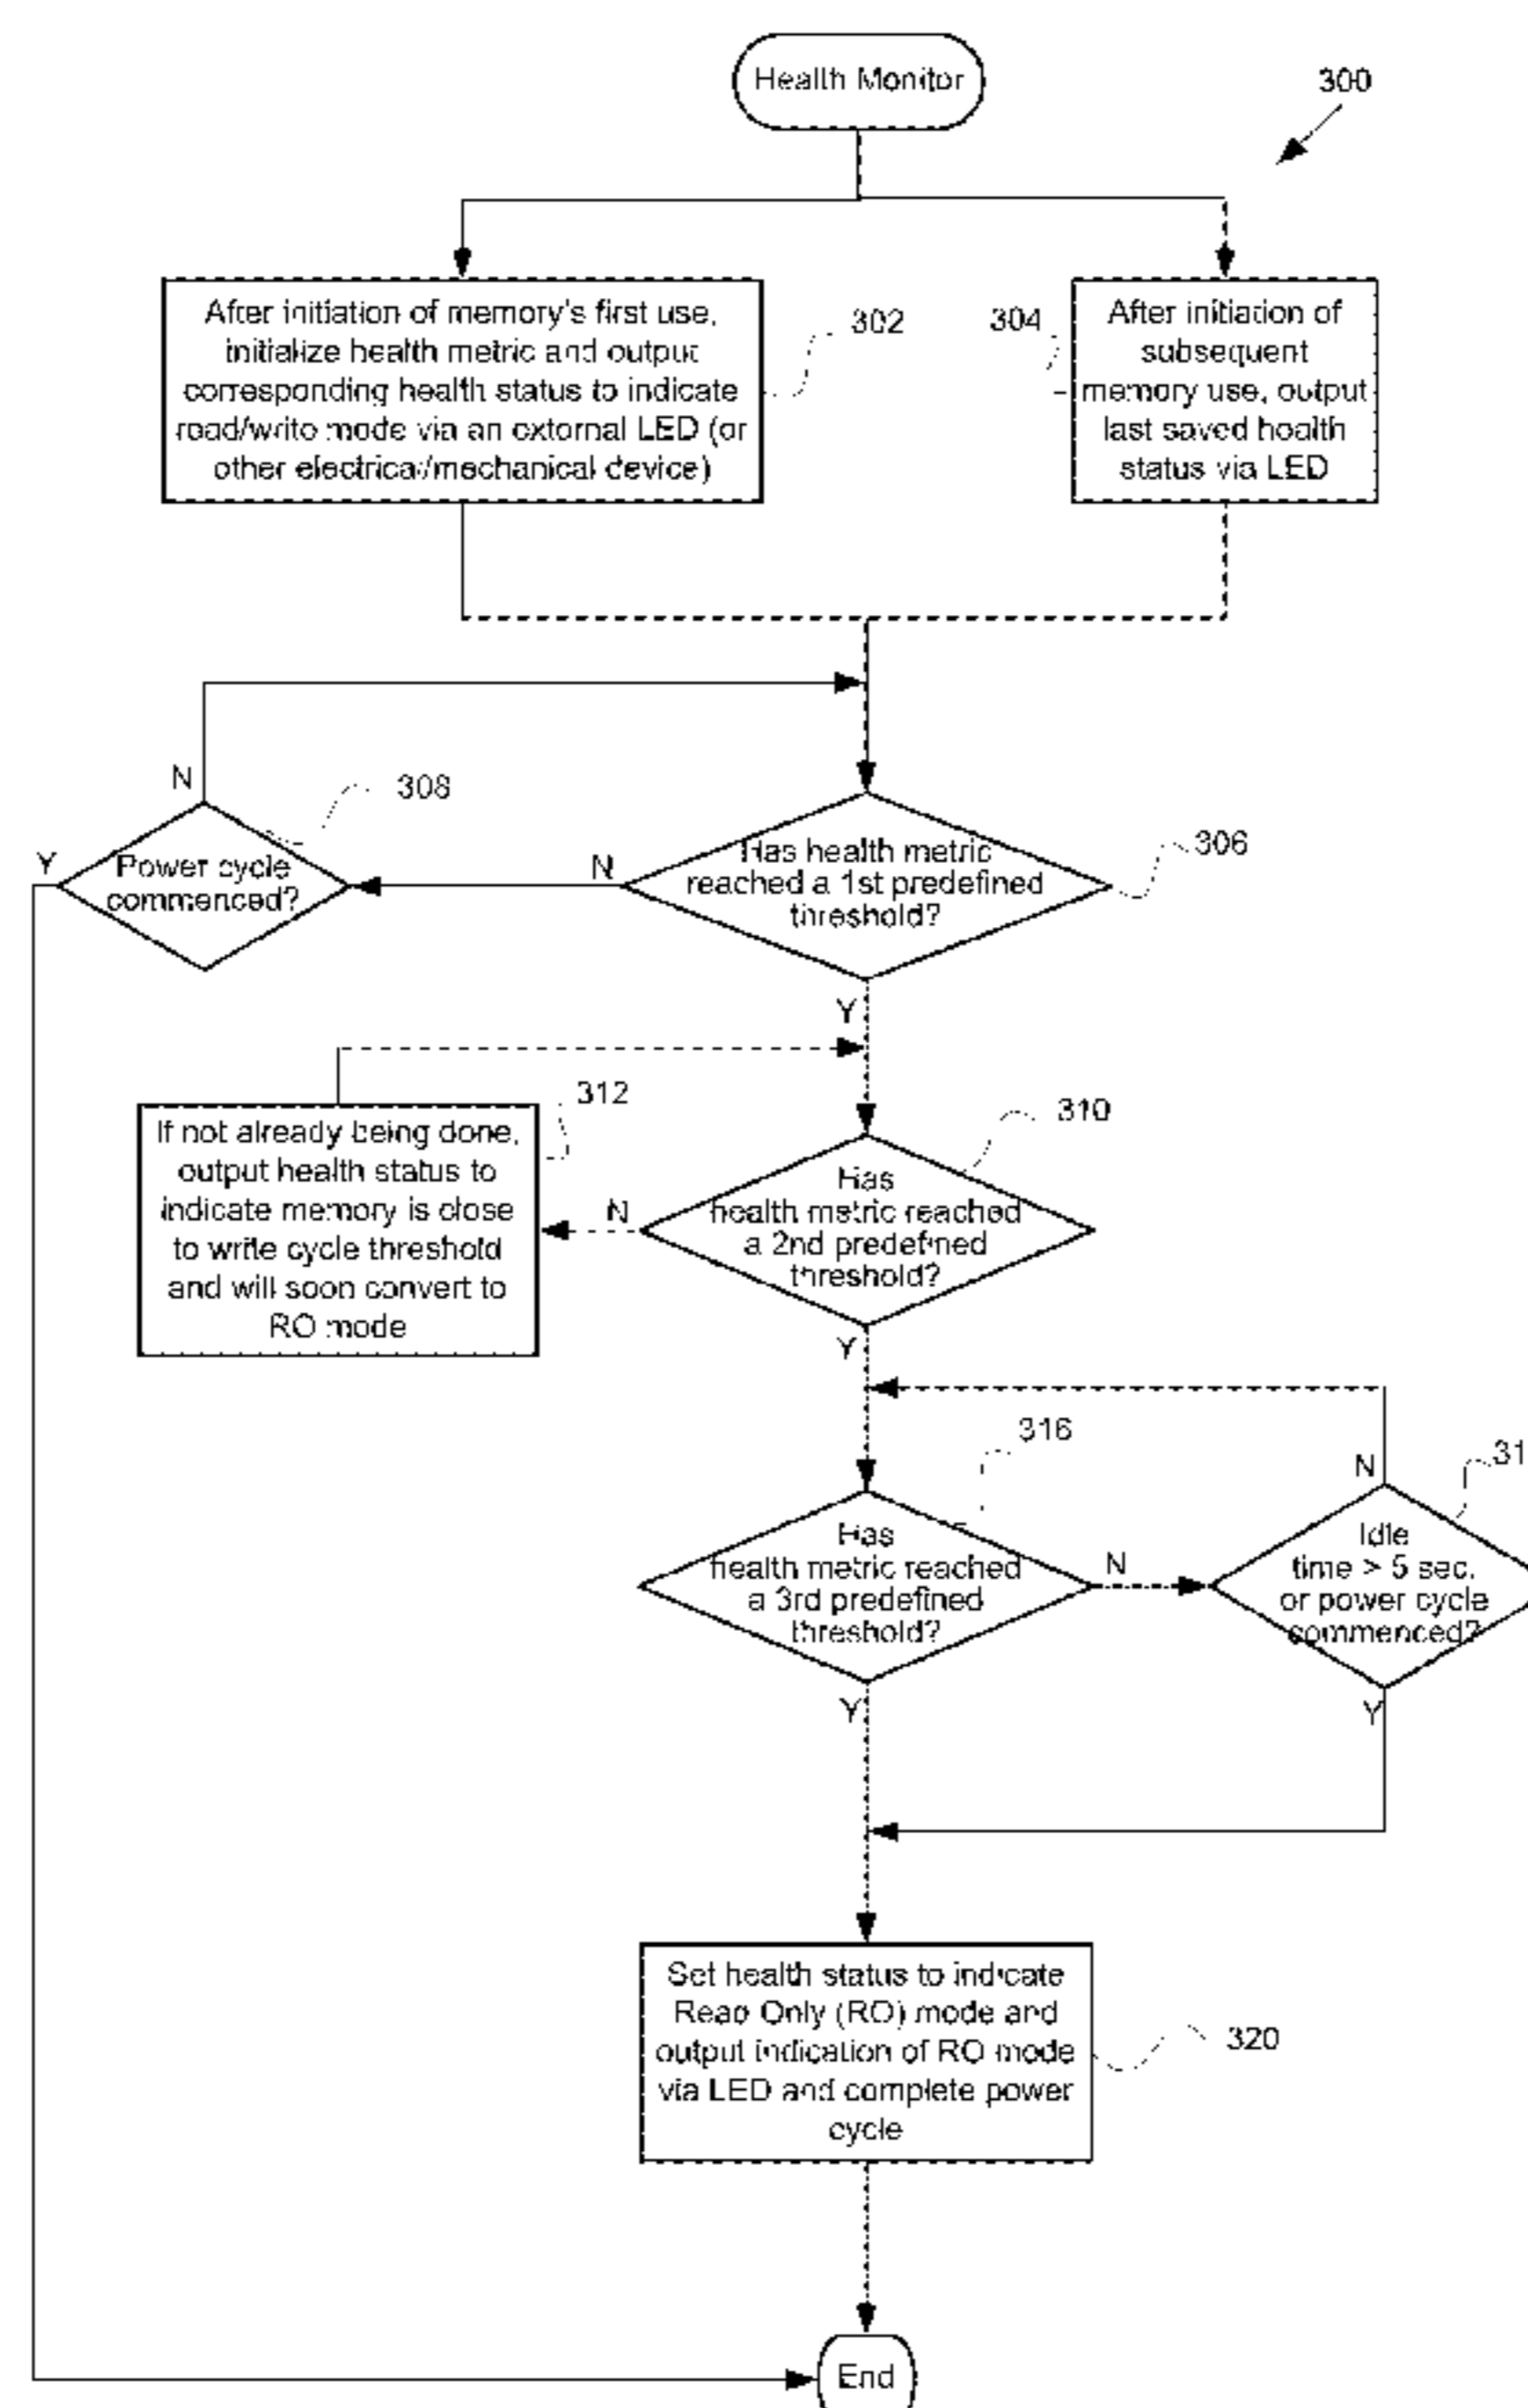 Health Monitor
300
After initiation of memory's first use,
initialize health metric and output
corresponding health status to indicate
read/write mode via an external LED (or
other electrical/mechanical device)
302
304
After initiation of
subsequent
memory use, output
last saved health
status via LED
N
308
Y
Power cycle
commenced?
N
Has health metric
reached a 1st predefined
threshold?
306
Y
312
If not already being done,
output health status to
indicate memory is close
to write cycle threshold
and will soon convert to
RO mode
310
N
Has
health metric reached
a 2nd predefined
threshold?
Y
316
N
31
Has
health metric reached
a 3rd predefined
threshold?
N
Idle
time > 5 sec.
or power cycle
commenced?
Y
Y
Set health status to indicate
Read Only (RO) mode and
output indication of RO mode
via LED and complete power
cycle
320
End